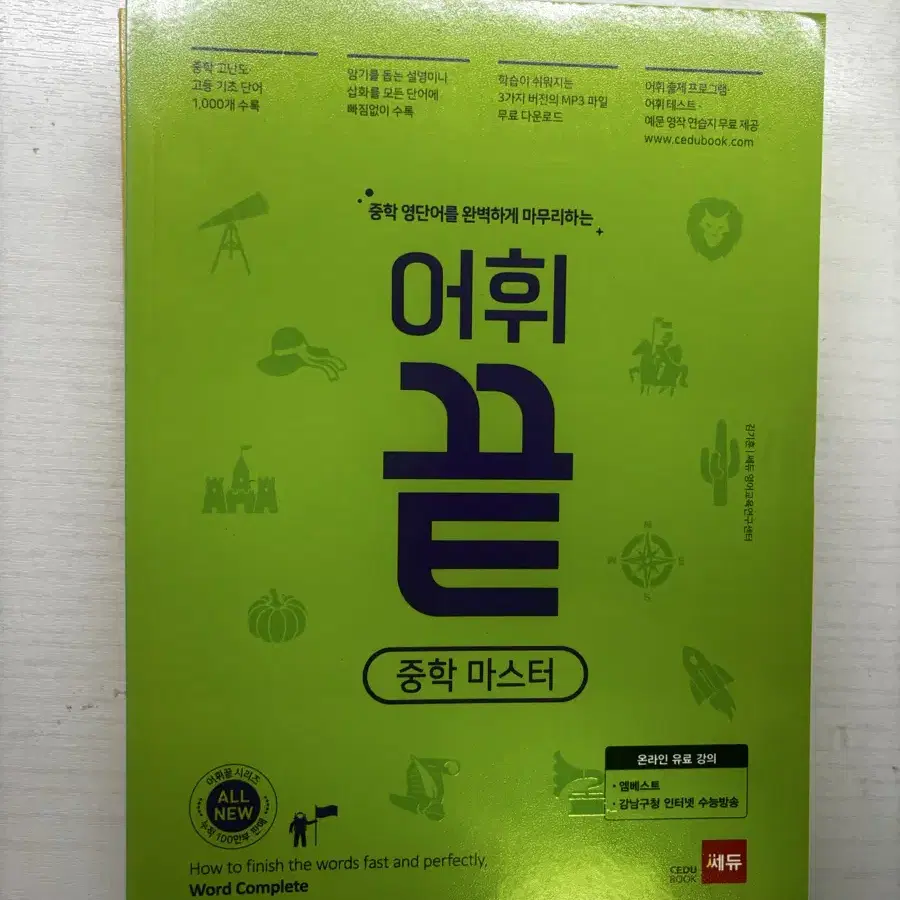 중학 고난도·
고등 기초 단어
1,000개 수록
암기를 돕는 설명이나
삽화를 모든 단어에
빠짐없이 수록
학습이 쉬워지는
3가지 버전의 MP3 파일
무료 다운로드
어휘 출제 프로그램·
어휘 테스트·
예문 영작 연습지 무료 제공
www.cedubook.com
중학 영단어를 완벽하게 마무리하는
어휘
끝
중학 마스터
김기훈 | 쎄듀 영어교육연구센터
N
E
S
W
온라인 유료 강의
· 엠베스트
· 강남구청 인터넷 수능방송
어휘끝 시리즈
ALL
NEW
누적 100만부 판매
How to finish the words fast and perfectly,
Word Complete
CEDU
BOOK
쎄듀